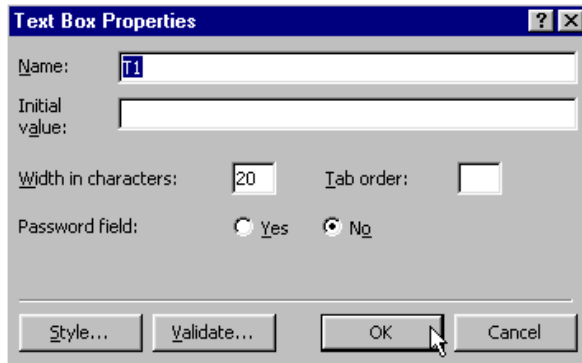 Text Box Properties
Name: T1
Initial
value:
Width in characters: 20 Tab order:
Password field: Yes No
Style... Validate... OK Cancel